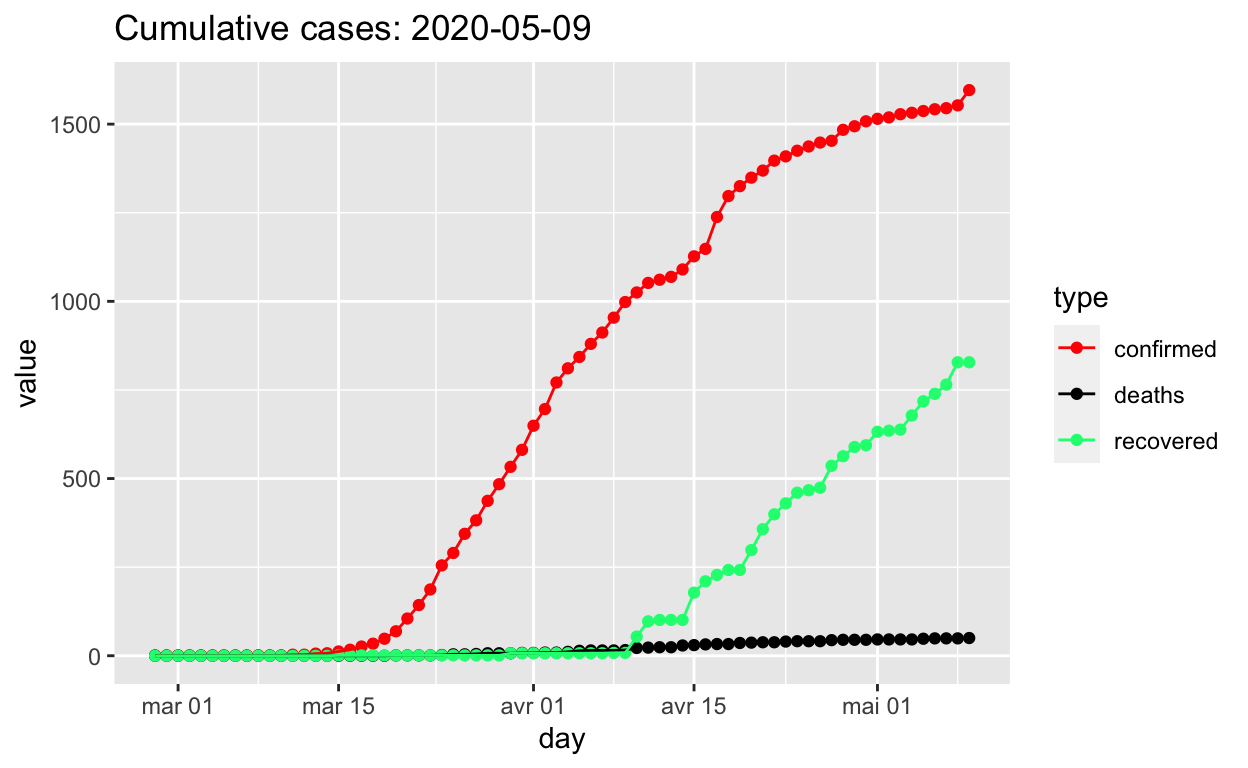 Cumulative cases: 2020-05-09
1500
1000
500
0
value
mar 01
mar 15
avr 01
avr 15
mai 01
day
type
confirmed
deaths
recovered